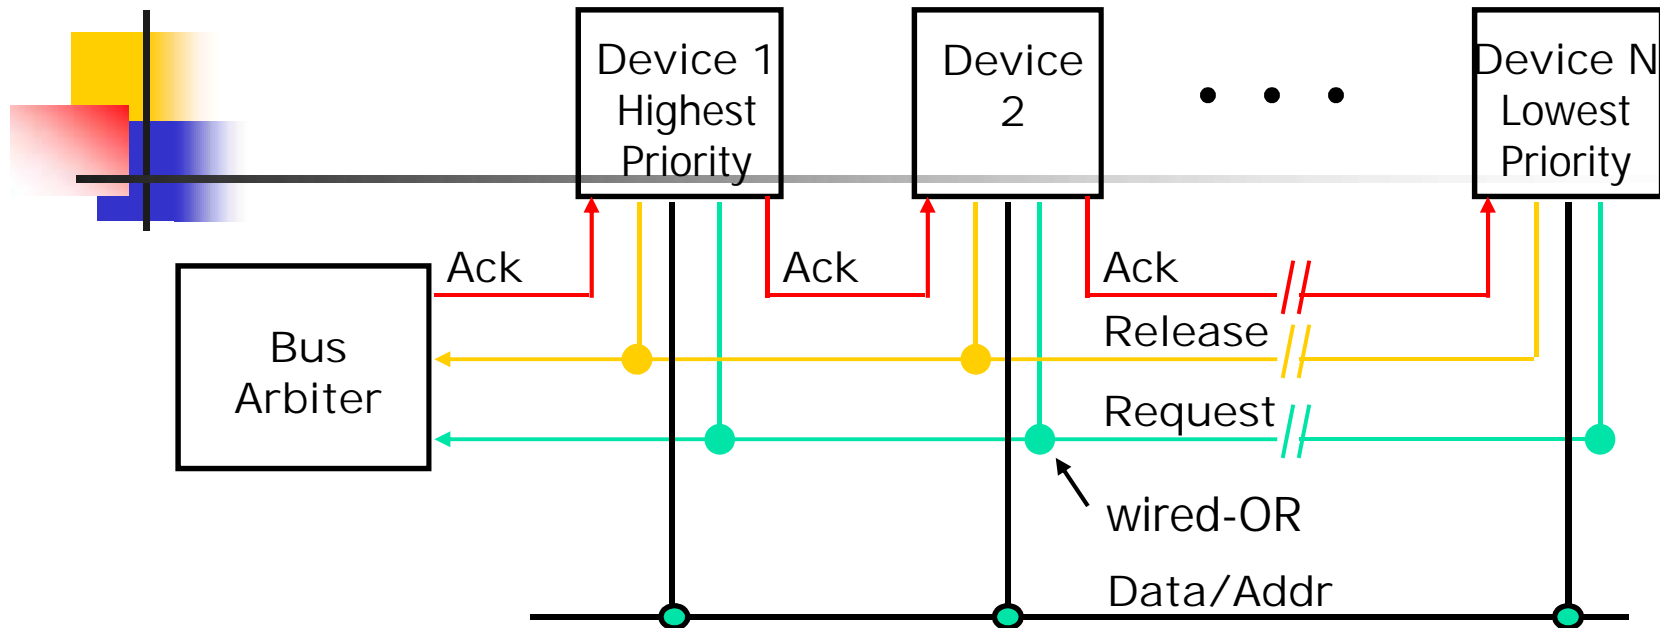 Device 1
Highest
Priority
Device
2
Device N
Lowest
Priority
Ack
Ack
Ack
Bus
Arbiter
Release
Request
wired-OR
Data/Addr